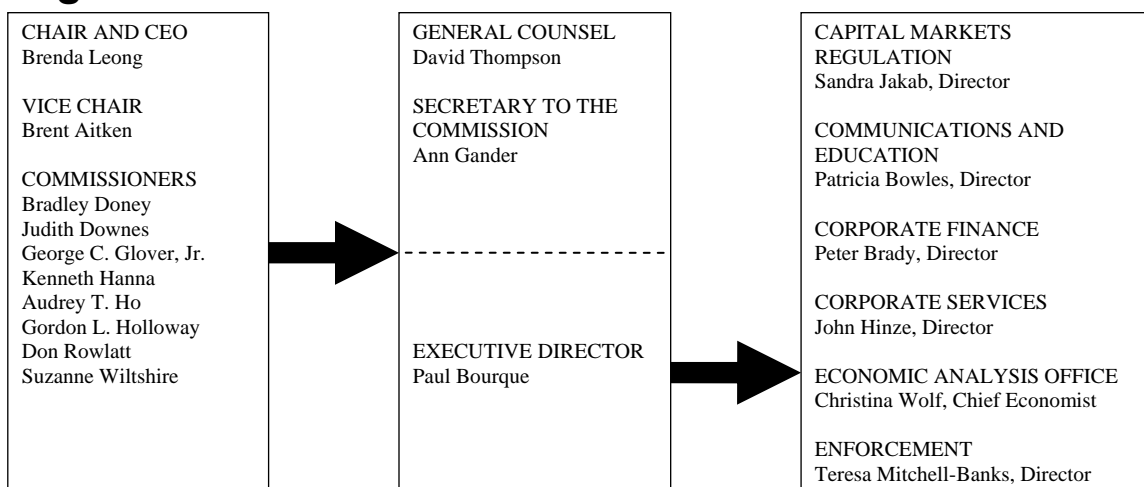 CHAIR AND CEO
Brenda Leong
VICE CHAIR
Brent Aitken
COMMISSIONERS
Bradley Doney
Judith Downes
George C. Glover, Jr.
Kenneth Hanna
Audrey T. Ho
Gordon L. Holloway
Don Rowlatt
Suzanne Wiltshire
GENERAL COUNSEL
David Thompson
SECRETARY TO THE
COMMISSION
Ann Gander
EXECUTIVE DIRECTOR
Paul Bourque
CAPITAL MARKETS
REGULATION
Sandra Jakab, Director
COMMUNICATIONS AND
EDUCATION
Patricia Bowles, Director
CORPORATE FINANCE
Peter Brady, Director
CORPORATE SERVICES
John Hinze, Director
ECONOMIC ANALYSIS OFFICE
Christina Wolf, Chief Economist
ENFORCEMENT
Teresa Mitchell-Banks, Director